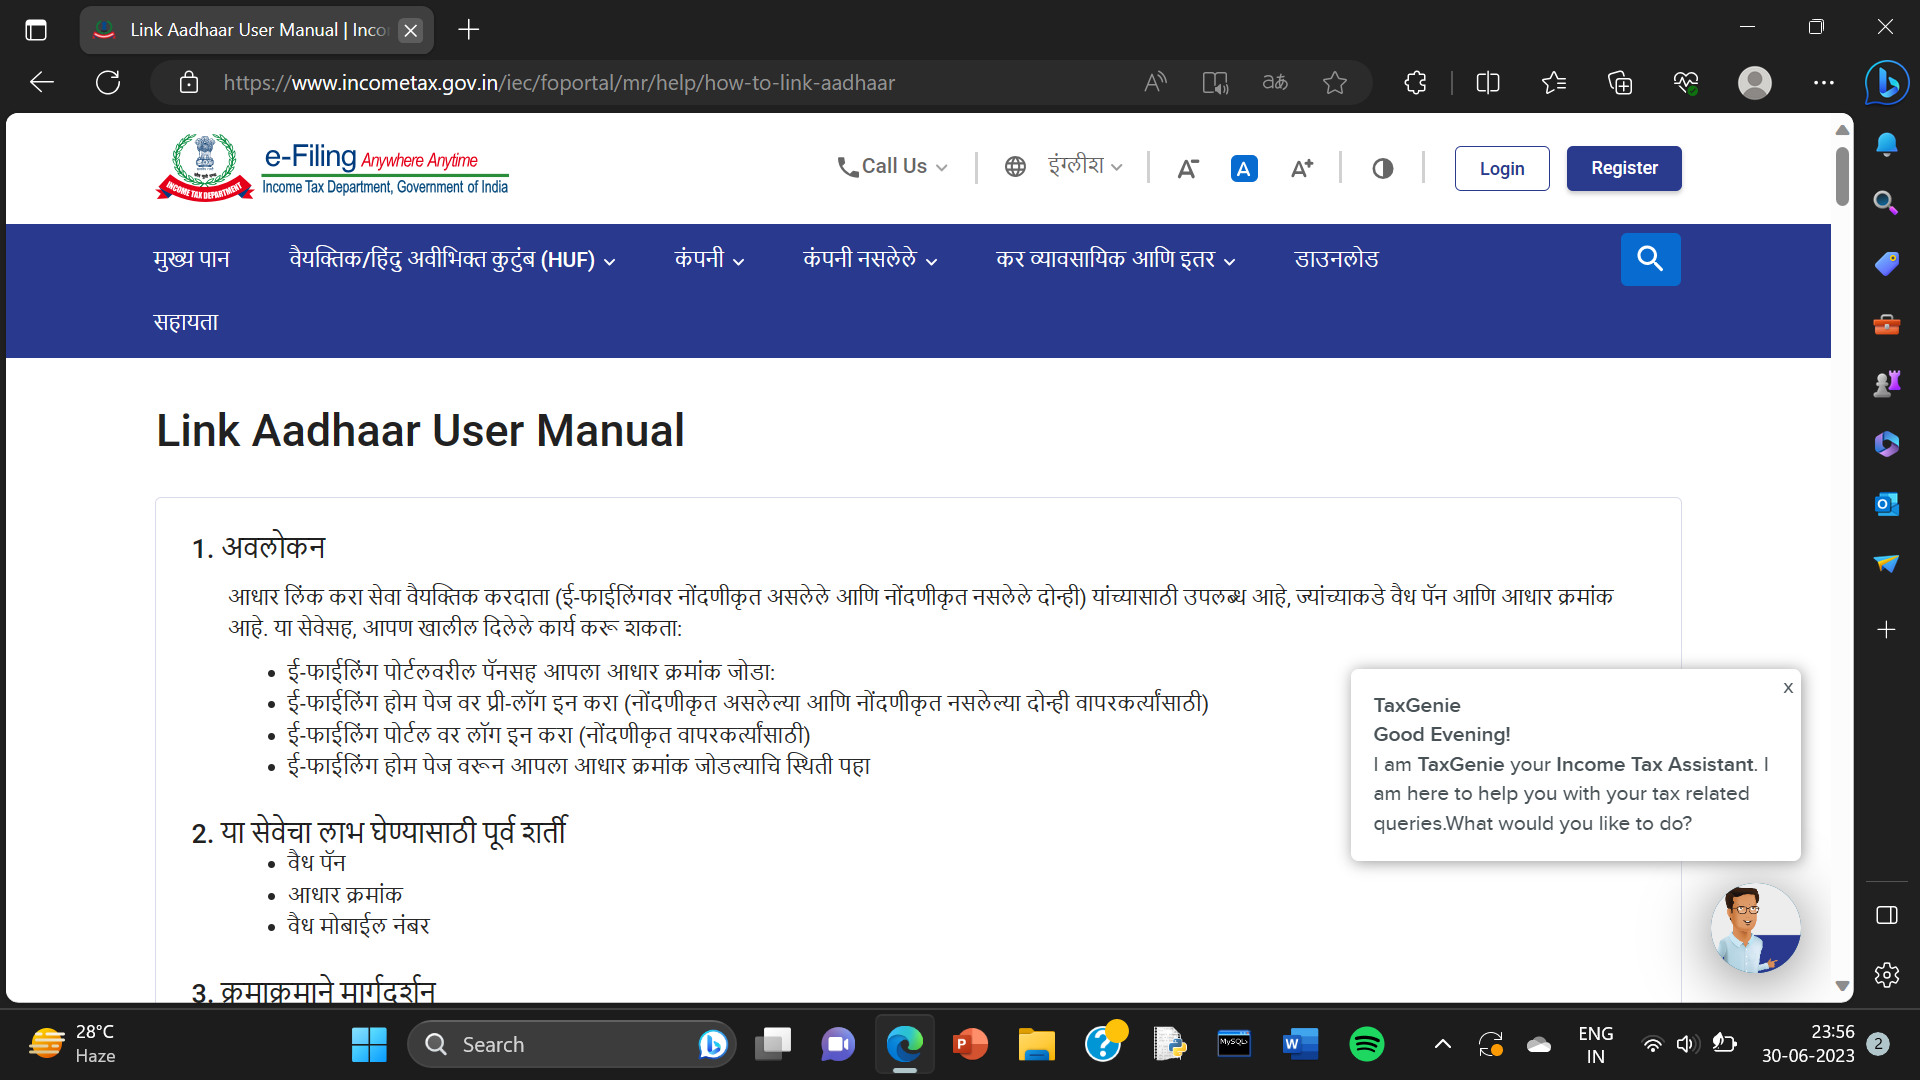 Link Aadhaar User Manual | Inco
https://www.incometax.gov.in/iec/foportal/mr/help/how-to-link-aadhaar
e-Filing Anywhere Anytime
Income Tax Department, Government of India
INCOME TAX DEPARTMENT
Call Us
इंग्लीश
A- A A+
Login
Register
मुख्य पान
वैयक्तिक/हिंदु अवीभिक्त कुटुंब (HUF)
कंपनी
कंपनी नसलेले
कर व्यावसायिक आणि इतर
डाउनलोड
सहायता
Link Aadhaar User Manual
1. अवलोकन
आधार लिंक करा सेवा वैयक्तिक करदाता (ई-फाईलिंगवर नोंदणीकृत असलेले आणि नोंदणीकृत नसलेले दोन्ही) यांच्यासाठी उपलब्ध आहे, ज्यांच्याकडे वैध पॅन आणि आधार क्रमांक
आहे. या सेवेसह, आपण खालील दिलेले कार्य करू शकता:
• ई-फाईलिंग पोर्टलवरील पॅनसह आपला आधार क्रमांक जोडा:
• ई-फाईलिंग होम पेज वर प्री-लॉग इन करा (नोंदणीकृत असलेल्या आणि नोंदणीकृत नसलेल्या दोन्ही वापरकर्त्यांसाठी)
• ई-फाईलिंग पोर्टल वर लॉग इन करा (नोंदणीकृत वापरकर्त्यांसाठी)
• ई-फाईलिंग होम पेज वरून आपला आधार क्रमांक जोडल्याचि स्थिती पहा
2. या सेवेचा लाभ घेण्यासाठी पूर्व शर्ती
• वैध पॅन
• आधार क्रमांक
• वैध मोबाईल नंबर
3. क्रमाक्रमाने मार्गदर्शन
x
TaxGenie
Good Evening!
I am TaxGenie your Income Tax Assistant. I
am here to help you with your tax related
queries.What would you like to do?
28°C
Haze
Search
MySQL
ENG
IN
23:56
30-06-2023
2